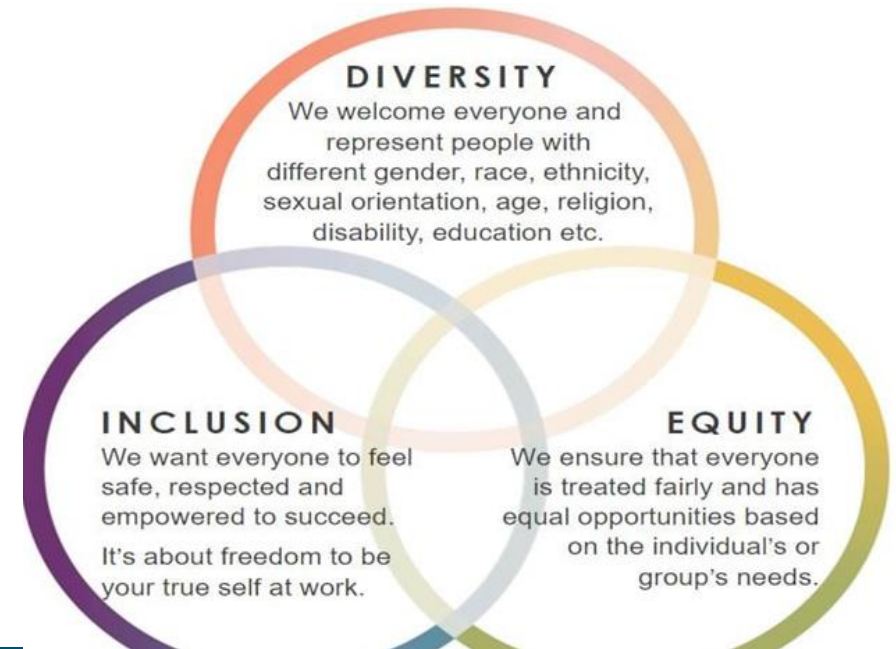 DIVERSITY
We welcome everyone and
represent people with
different gender, race, ethnicity,
sexual orientation, age, religion,
disability, education etc.
INCLUSION
We want everyone to feel
safe, respected and
empowered to succeed.
It's about freedom to be
your true self at work.
EQUITY
We ensure that everyone
is treated fairly and has
equal opportunities based
on the individual's or
group's needs.